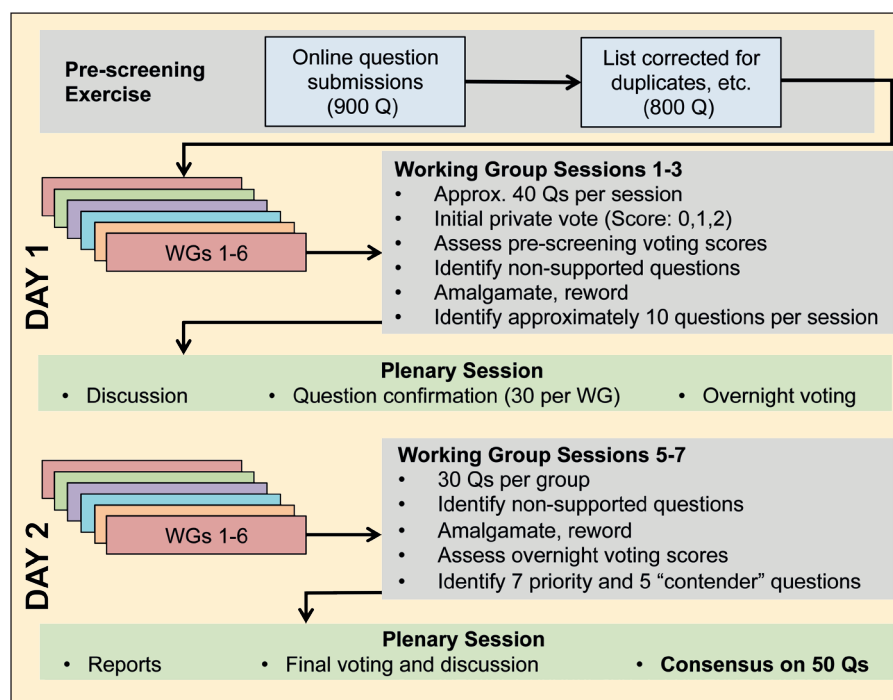 Pre-screening
Exercise
Online question
submissions
(900 Q)
List corrected for
duplicates, etc.
(800 Q)
DAY 1
WGs 1-6
Working Group Sessions 1-3
• Approx. 40 Qs per session
• Initial private vote (Score: 0,1,2)
• Assess pre-screening voting scores
• Identify non-supported questions
• Amalgamate, reword
• Identify approximately 10 questions per session
Plenary Session
• Discussion • Question confirmation (30 per WG) • Overnight voting
DAY 2
WGs 1-6
Working Group Sessions 5-7
• 30 Qs per group
• Identify non-supported questions
• Amalgamate, reword
• Assess overnight voting scores
• Identify 7 priority and 5 “contender” questions
Plenary Session
• Reports • Final voting and discussion • Consensus on 50 Qs